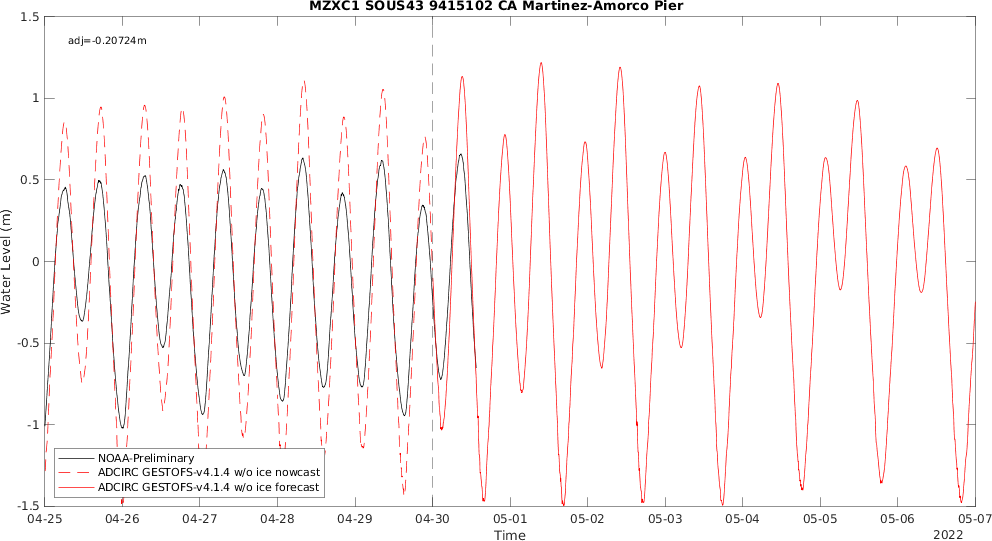 MZXC1 SOUS43 9415102 CA Martinez-Amorco Pier
adj=-0.20724m
1.5
1
0.5
0
-0.5
-1
-1.5
Water Level (m)
NOAA-Preliminary
ADCIRC GESTOFS-v4.1.4 w/o ice nowcast
ADCIRC GESTOFS-v4.1.4 w/o ice forecast
04-25 04-26 04-27 04-28 04-29 04-30 05-01 05-02 05-03 05-04 05-05 05-06 05-07
Time
2022